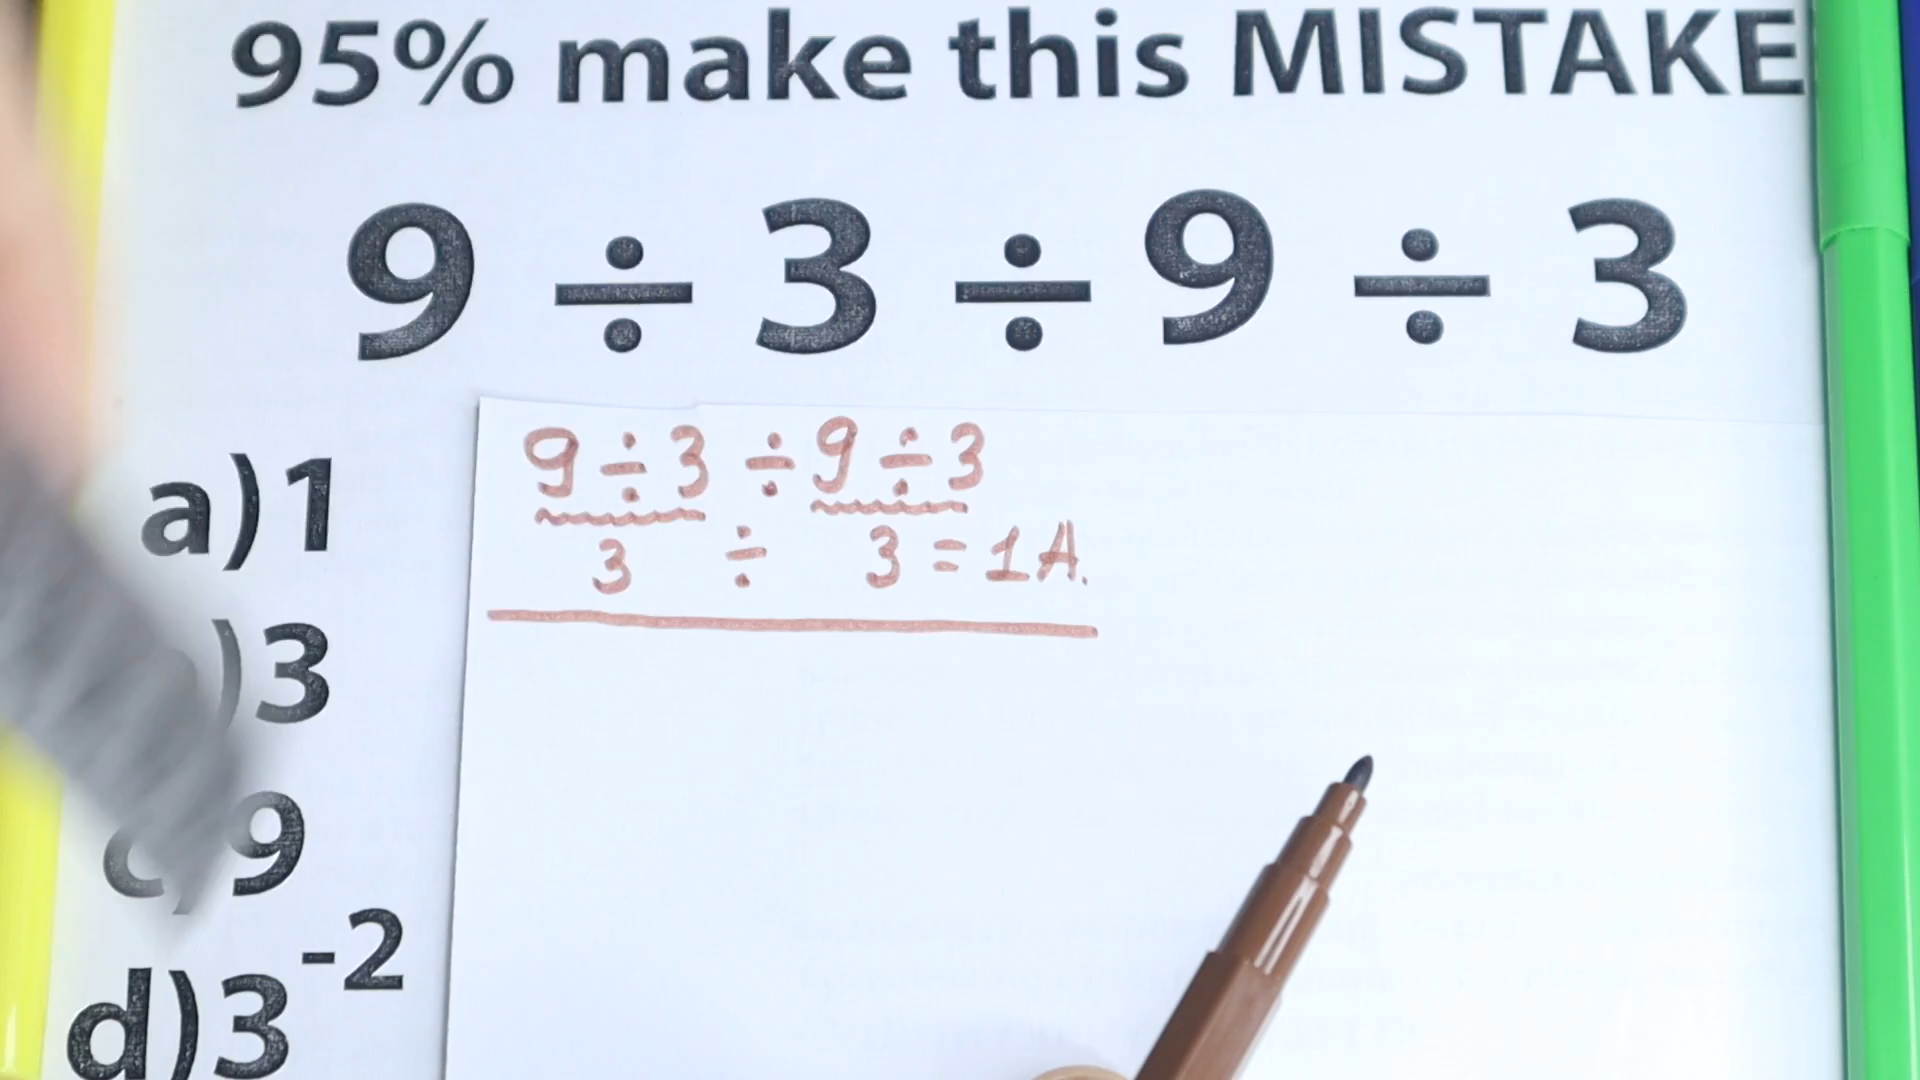 95% make this MISTAKE
9 ÷ 3 ÷ 9 ÷ 3
a) 1
9 ÷ 3 ÷ 9 ÷ 3
3 ÷ 3 = 1 A.
) 3
c) 9
d) 3⁻²